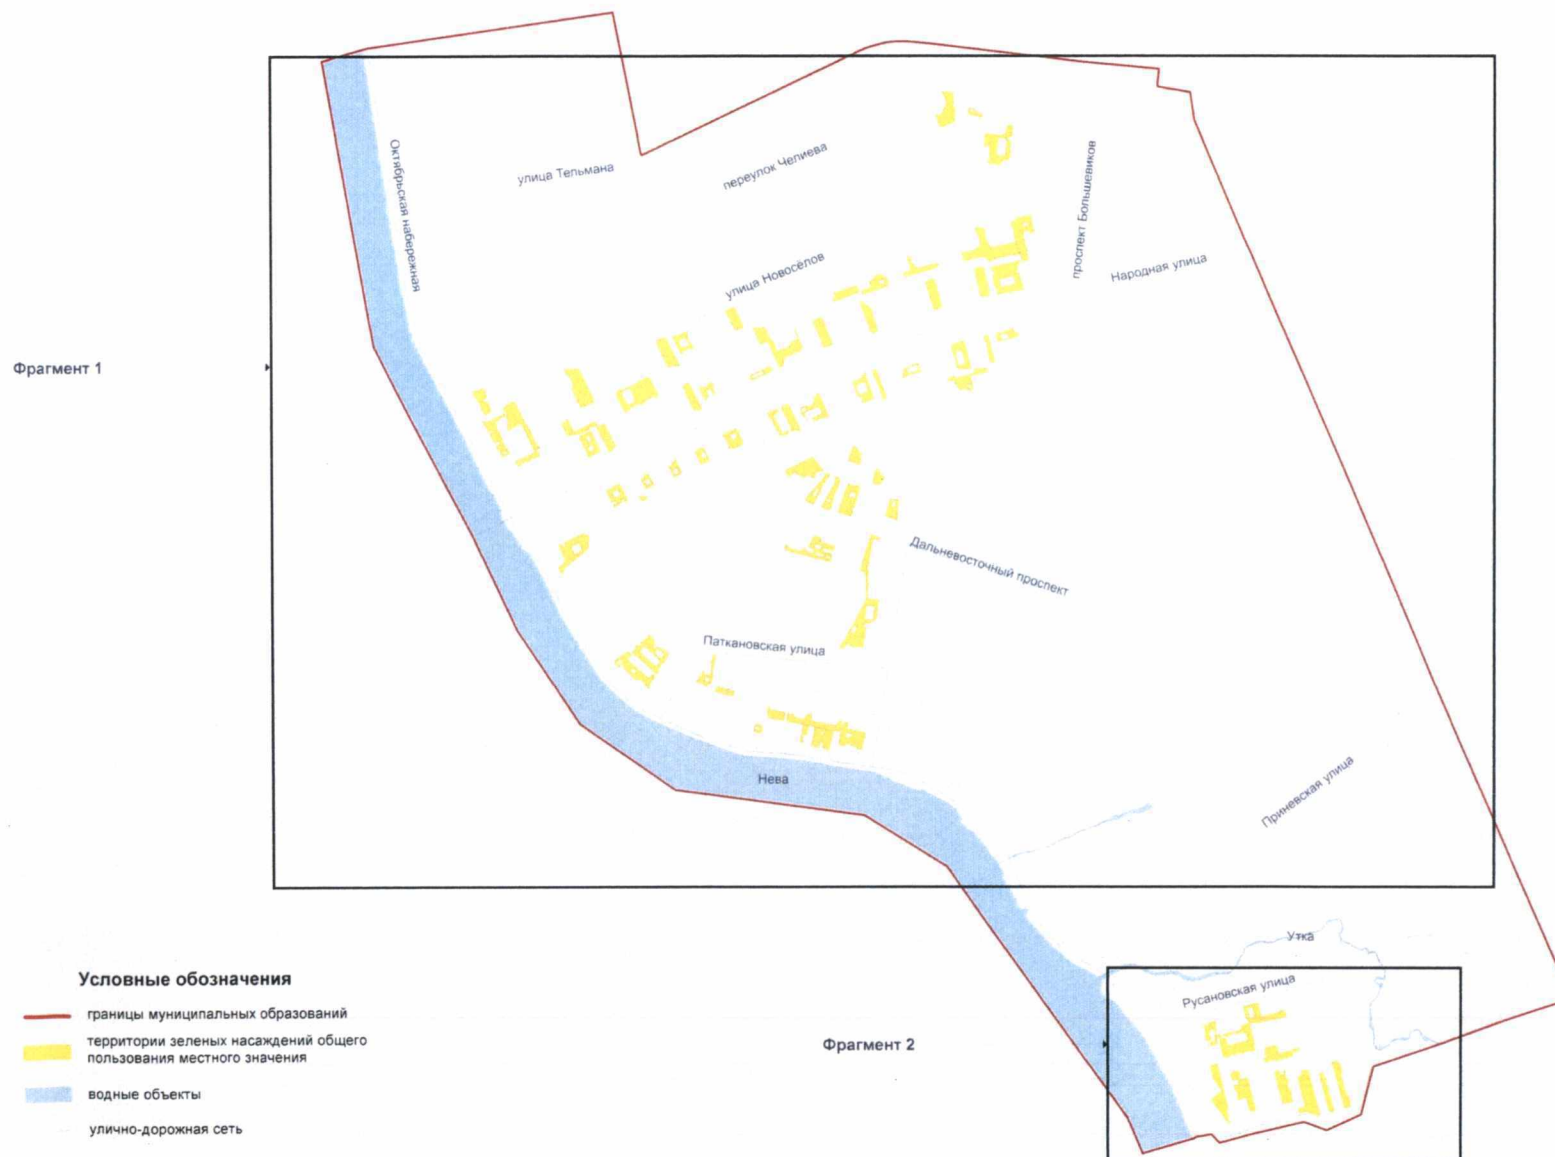 Октябрьская набережная
улица Тельмана
переулок Челиева
проспект Большевиков
Народная улица
улица Новосёлов
Фрагмент 1
Дальневосточный проспект
Паткановская улица
Нева
Приневская улица
Утка
Русановская улица
Фрагмент 2
Условные обозначения
границы муниципальных образований
территории зеленых насаждений общего
пользования местного значения
водные объекты
улично-дорожная сеть